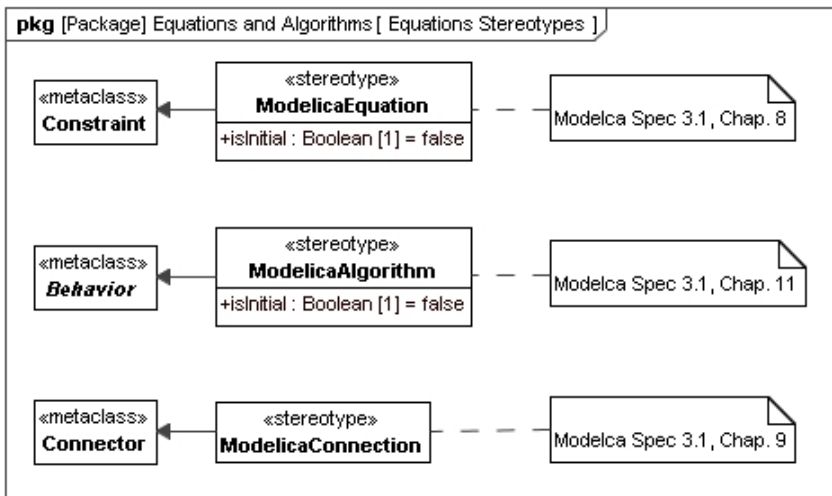 pkg [Package] Equations and Algorithms [ Equations Stereotypes ]
«metaclass»
Constraint
«stereotype»
ModelicaEquation
+isInitial : Boolean [1] = false
Modelca Spec 3.1, Chap. 8
«metaclass»
Behavior
«stereotype»
ModelicaAlgorithm
+isInitial : Boolean [1] = false
Modelca Spec 3.1, Chap. 11
«metaclass»
Connector
«stereotype»
ModelicaConnection
Modelca Spec 3.1, Chap. 9